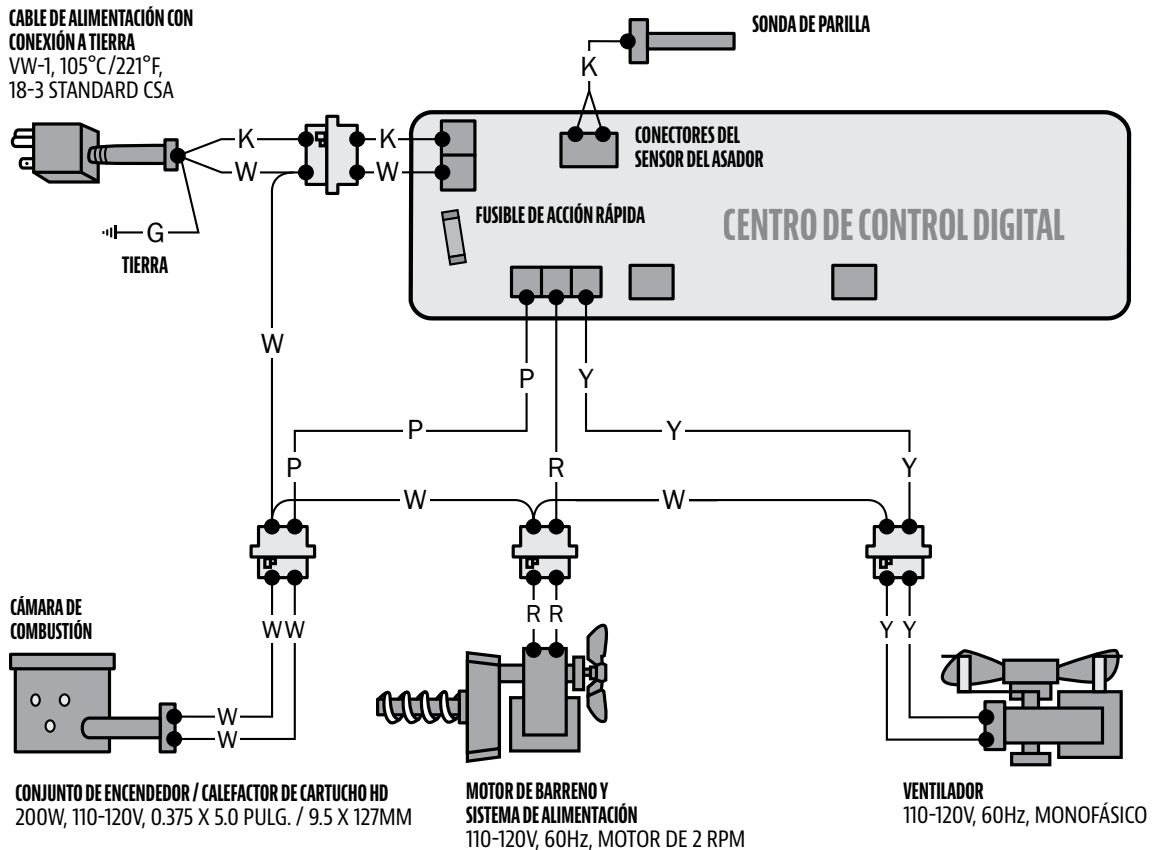 CABLE DE ALIMENTACIÓN CON
CONEXIÓN A TIERRA
VW-1, 105°C/221°F,
18-3 STANDARD CSA
SONDA DE PARILLA
K
CONECTORES DEL
SENSOR DEL ASADOR
K
K
W
W
FUSIBLE DE ACCIÓN RÁPIDA
CENTRO DE CONTROL DIGITAL
G
TIERRA
W
P
Y
P
Y
P
R
Y
W
W
CÁMARA DE
COMBUSTIÓN
W W
R R
Y Y
W
W
CONJUNTO DE ENCENDEDOR / CALEFACTOR DE CARTUCHO HD
200W, 110-120V, 0.375 X 5.0 PULG. / 9.5 X 127MM
MOTOR DE BARRENO Y
SISTEMA DE ALIMENTACIÓN
110-120V, 60Hz, MOTOR DE 2 RPM
VENTILADOR
110-120V, 60Hz, MONOFÁSICO